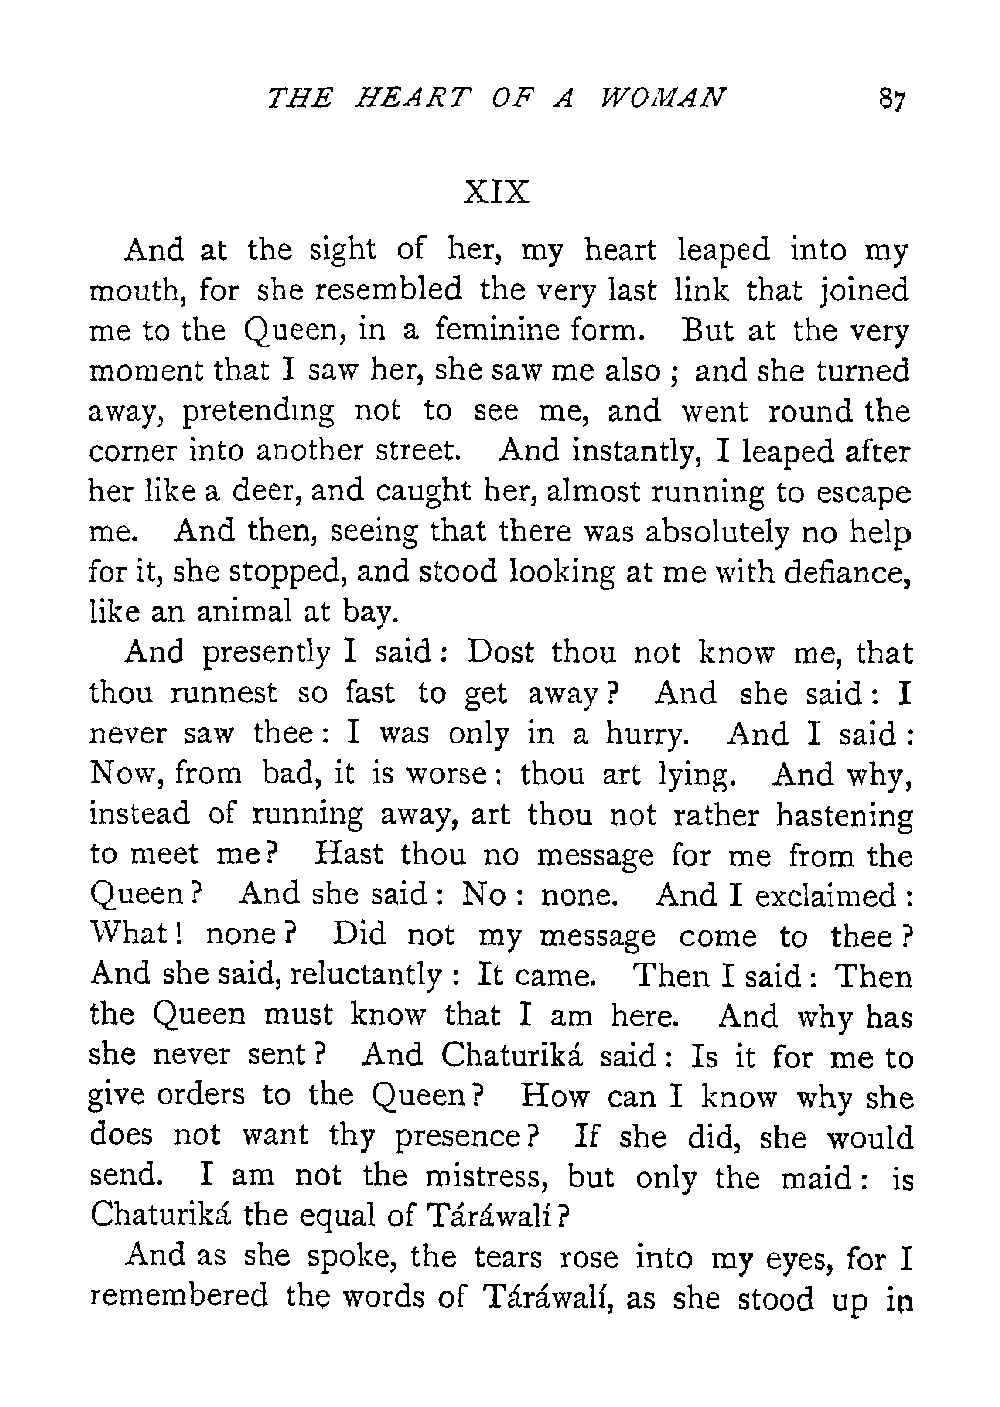 THE HEART OF A WOMAN 87
XIX
And at the sight of her, my heart leaped into my
mouth, for she resembled the very last link that joined
me to the Queen, in a feminine form. But at the very
moment that I saw her, she saw me also ; and she turned
away, pretending not to see me, and went round the
corner into another street. And instantly, I leaped after
her like a deer, and caught her, almost running to escape
me. And then, seeing that there was absolutely no help
for it, she stopped, and stood looking at me with defiance,
like an animal at bay.
And presently I said : Dost thou not know me, that
thou runnest so fast to get away ? And she said : I
never saw thee : I was only in a hurry. And I said :
Now, from bad, it is worse : thou art lying. And why,
instead of running away, art thou not rather hastening
to meet me? Hast thou no message for me from the
Queen ? And she said : No : none. And I exclaimed :
What ! none ? Did not my message come to thee ?
And she said, reluctantly : It came. Then I said : Then
the Queen must know that I am here. And why has
she never sent ? And Chaturiká said : Is it for me to
give orders to the Queen ? How can I know why she
does not want thy presence ? If she did, she would
send. I am not the mistress, but only the maid : is
Chaturiká the equal of Táráwalí ?
And as she spoke, the tears rose into my eyes, for I
remembered the words of Táráwalí, as she stood up in